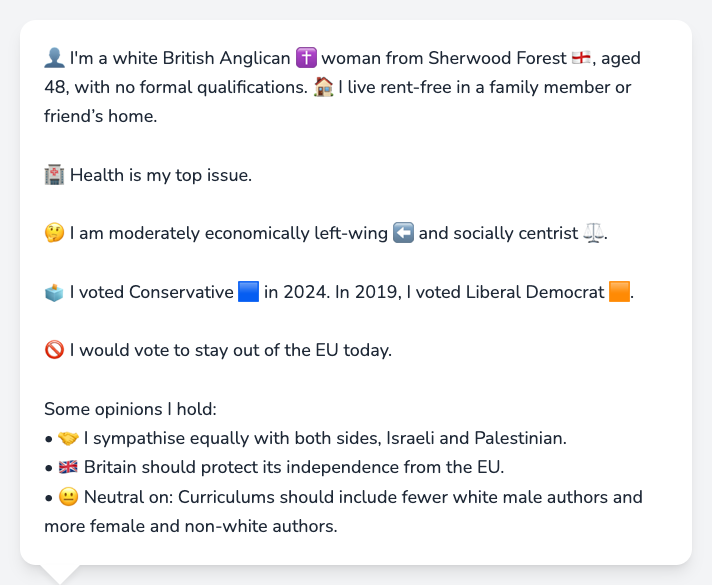 👤 I'm a white British Anglican ✝️ woman from Sherwood Forest 🏴󠁧󠁢󠁥󠁮󠁧󠁿, aged
48, with no formal qualifications. 🏠 I live rent-free in a family member or
friend’s home.
🏥 Health is my top issue.
🤔 I am moderately economically left-wing ⬅️ and socially centrist ⚖️.
🗳️ I voted Conservative 🟦 in 2024. In 2019, I voted Liberal Democrat 🟧.
🚫 I would vote to stay out of the EU today.
Some opinions I hold:
• 🤝 I sympathise equally with both sides, Israeli and Palestinian.
• 🇬🇧 Britain should protect its independence from the EU.
• 😐 Neutral on: Curriculums should include fewer white male authors and
more female and non-white authors.